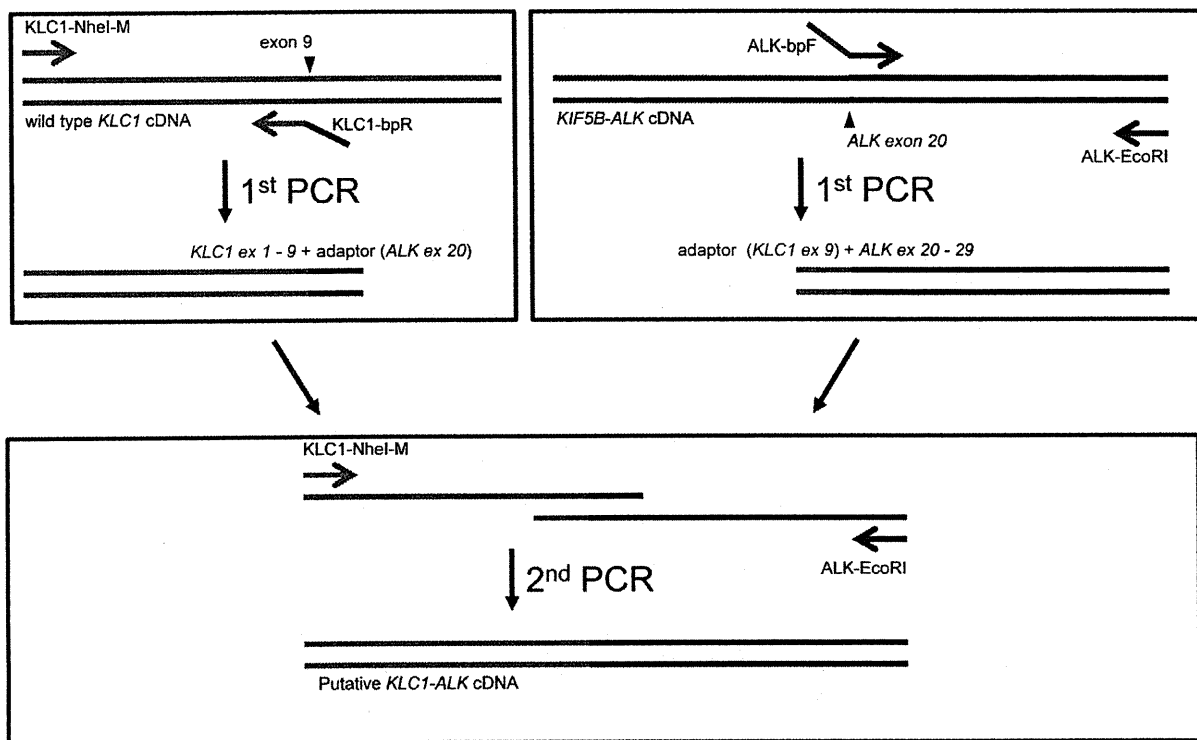 KLC1-NheI-M
exon 9
wild type KLC1 cDNA
KLC1-bpR
1st PCR
KLC1 ex 1 - 9 + adaptor (ALK ex 20)
ALK-bpF
KIF5B-ALK cDNA
ALK exon 20
ALK-EcoRI
1st PCR
adaptor (KLC1 ex 9) + ALK ex 20 - 29
KLC1-NheI-M
ALK-EcoRI
2nd PCR
Putative KLC1-ALK cDNA